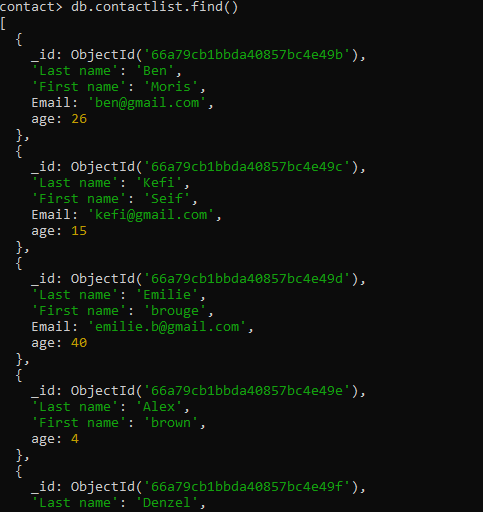 contact> db.contactlist.find()
[
  {
    _id: ObjectId('66a79cb1bbda40857bc4e49b'),
    'Last name': 'Ben',
    'First name': 'Moris',
    Email: 'ben@gmail.com',
    age: 26
  },
  {
    _id: ObjectId('66a79cb1bbda40857bc4e49c'),
    'Last name': 'Kefi',
    'First name': 'Seif',
    Email: 'kefi@gmail.com',
    age: 15
  },
  {
    _id: ObjectId('66a79cb1bbda40857bc4e49d'),
    'Last name': 'Emilie',
    'First name': 'brouge',
    Email: 'emilie.b@gmail.com',
    age: 40
  },
  {
    _id: ObjectId('66a79cb1bbda40857bc4e49e'),
    'Last name': 'Alex',
    'First name': 'brown',
    age: 4
  },
  {
    _id: ObjectId('66a79cb1bbda40857bc4e49f'),
    'Last name': 'Denzel',